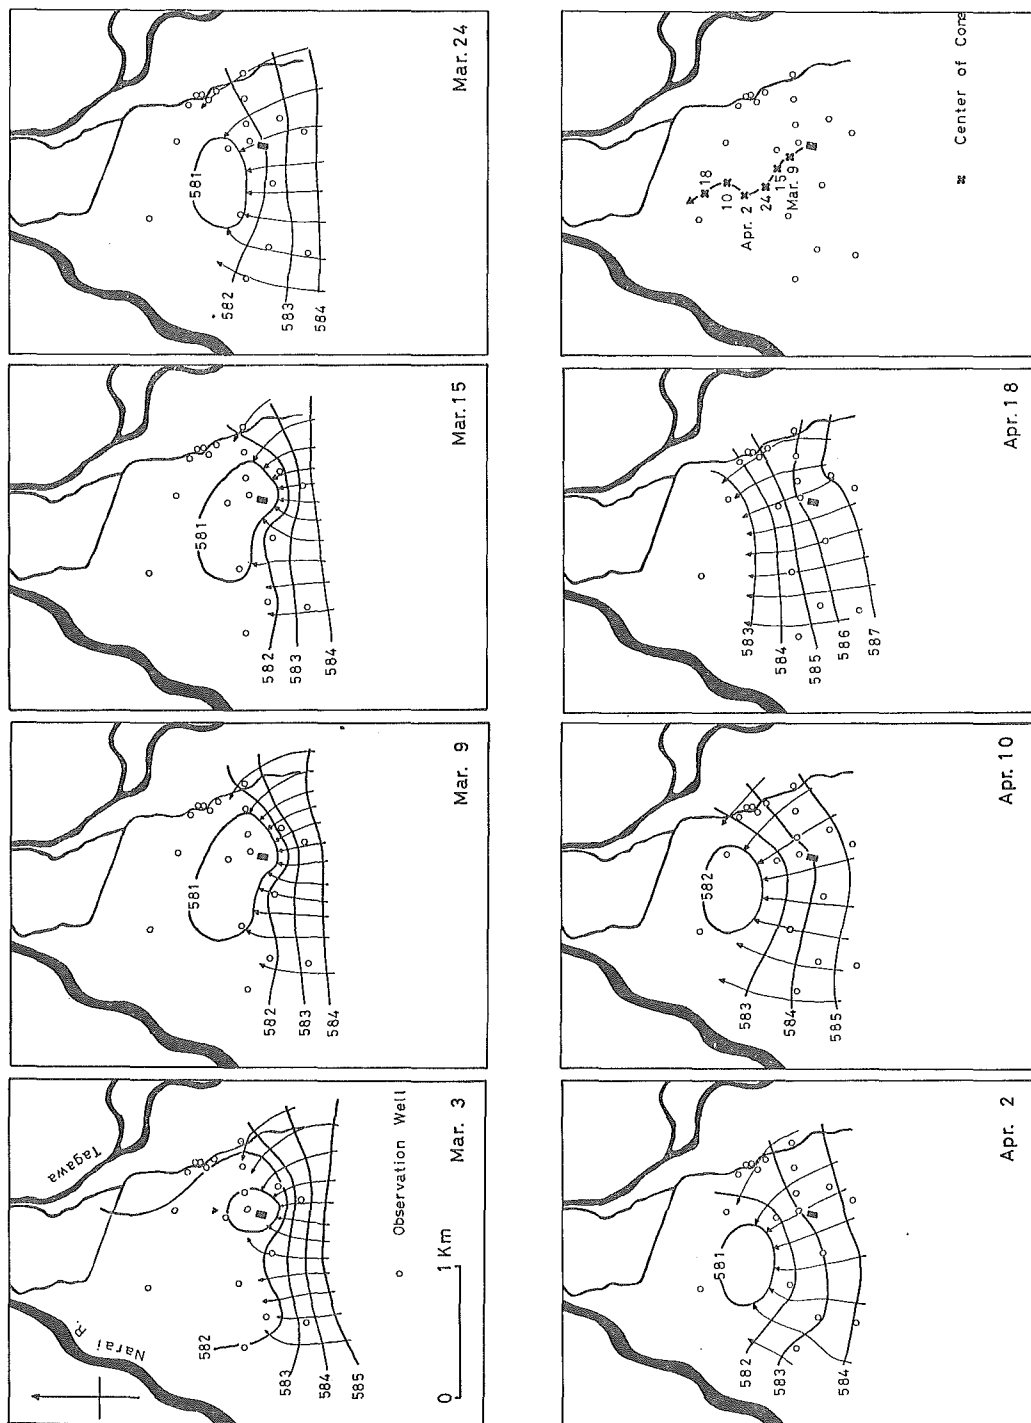 Narai R.
Tagawa
582
583
584
585
0 1 Km
Observation Well
Mar. 3
581
582
583
584
Mar. 9
581
582
583
584
Mar. 15
581
582
583
584
Mar. 24
581
582
583
584
Apr. 2
582
583
584
585
Apr. 10
583
584
585
586
587
Apr. 18
18
10
Apr. 2
24
15
Mar. 9
Center of Cone